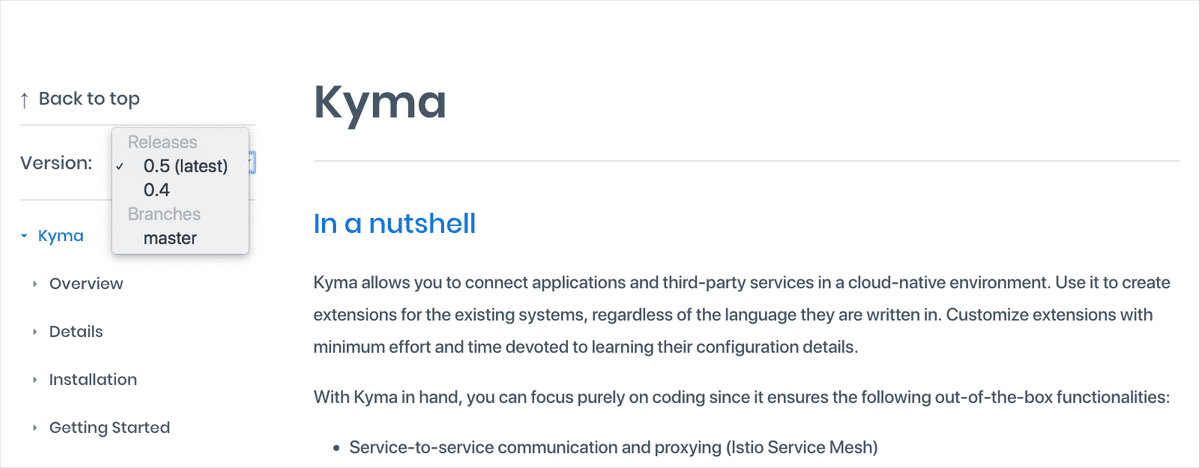 ↑ Back to top
Version:
Releases
✓ 0.5 (latest)
0.4
Branches
master
Kyma
Overview
Details
Installation
Getting Started
Kyma
In a nutshell
Kyma allows you to connect applications and third-party services in a cloud-native environment. Use it to create
extensions for the existing systems, regardless of the language they are written in. Customize extensions with
minimum effort and time devoted to learning their configuration details.
With Kyma in hand, you can focus purely on coding since it ensures the following out-of-the-box functionalities:
• Service-to-service communication and proxying (Istio Service Mesh)